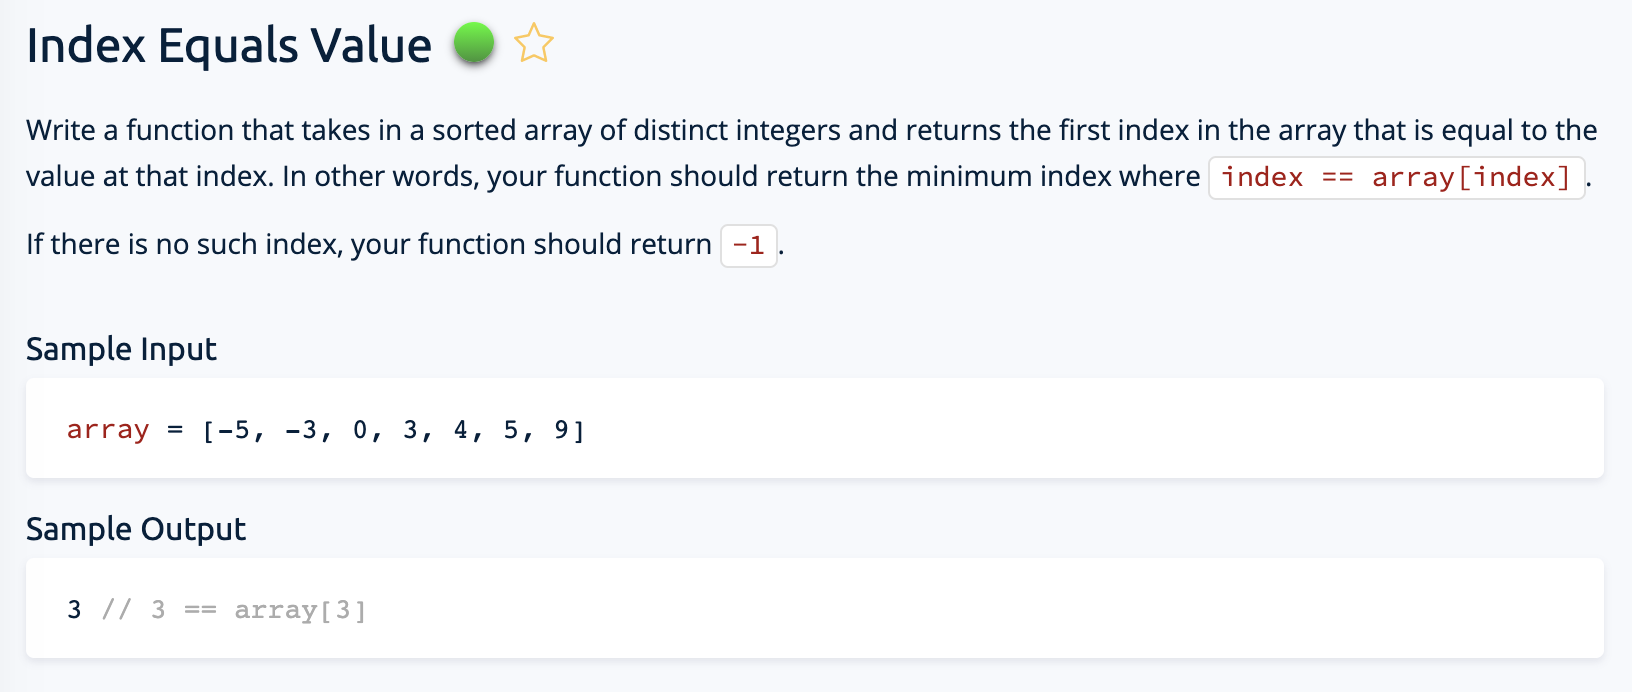 Index Equals Value
Write a function that takes in a sorted array of distinct integers and returns the first index in the array that is equal to the
value at that index. In other words, your function should return the minimum index where index == array[index].
If there is no such index, your function should return -1.
Sample Input
array = [-5, -3, 0, 3, 4, 5, 9]
Sample Output
3 // 3 == array[3]